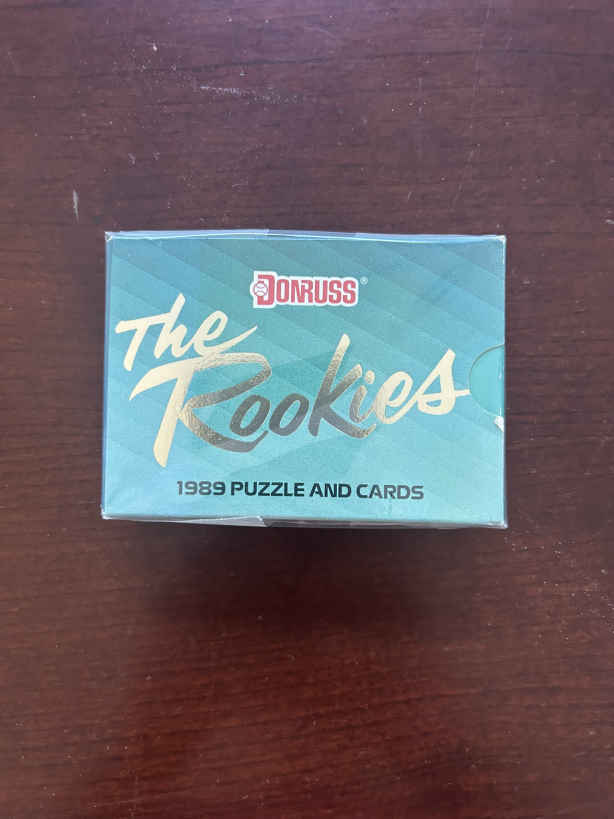 DONRUSS®
The
Rookies
1989 PUZZLE AND CARDS